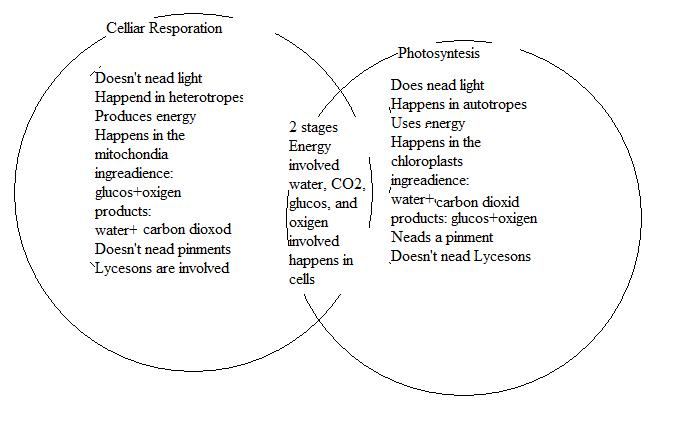 Celliar Resporation
Doesn't nead light
Happend in heterotropes
Produces energy
Happens in the
mitochondia
ingreadience:
glucos+oxigen
products:
water+ carbon dioxod
Doesn't nead pinments
Lycesons are involved
2 stages
Energy
involved
water, CO2,
glucos, and
oxigen
involved
happens in
cells
Photosyntesis
Does nead light
Happens in autotropes
Uses energy
Happens in the
chloroplasts
ingreadience:
water+carbon dioxid
products: glucos+oxigen
Needs a pinment
Doesn't nead Lycesons